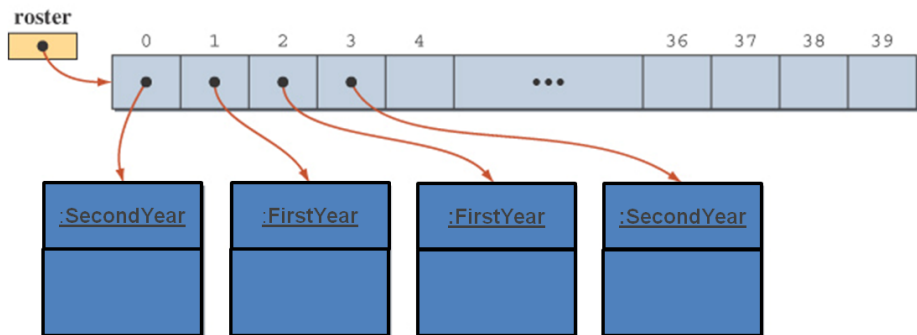 roster
0 1 2 3 4 ••• 36 37 38 39
:SecondYear :FirstYear :FirstYear :SecondYear